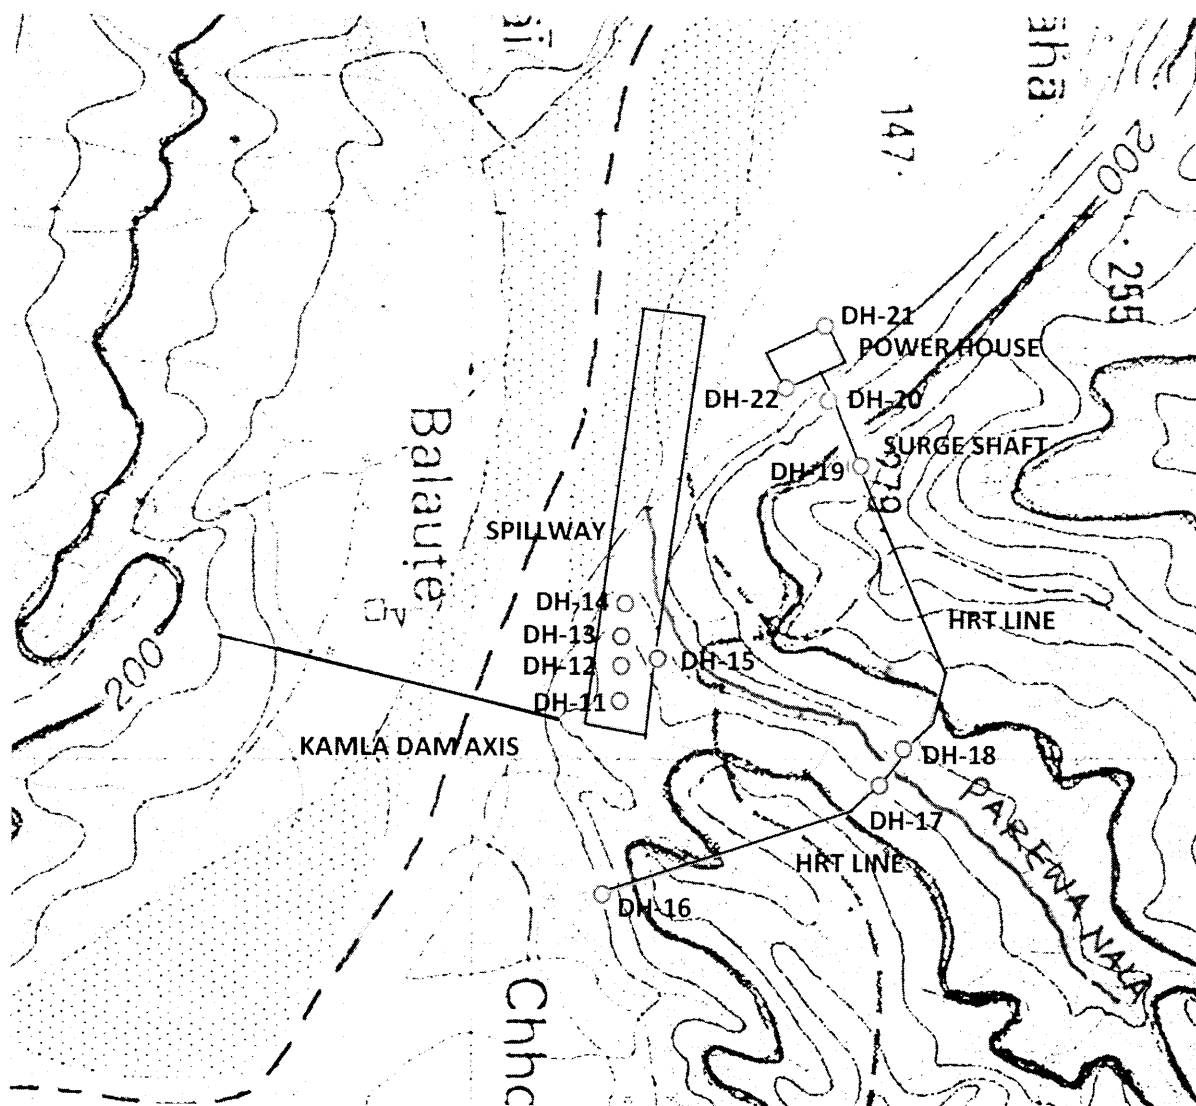 147.
200
.255
DH-21
POWER HOUSE
DH-22
DH-20
SURGE SHAFT
DH-19
279
Balaute
SPILLWAY
DH-14
HRT LINE
DH-13
DH-12
DH-15
200
DH-11
KAMLA DAM AXIS
DH-18
PAREWA NALA
DH-17
HRT LINE
DH-16